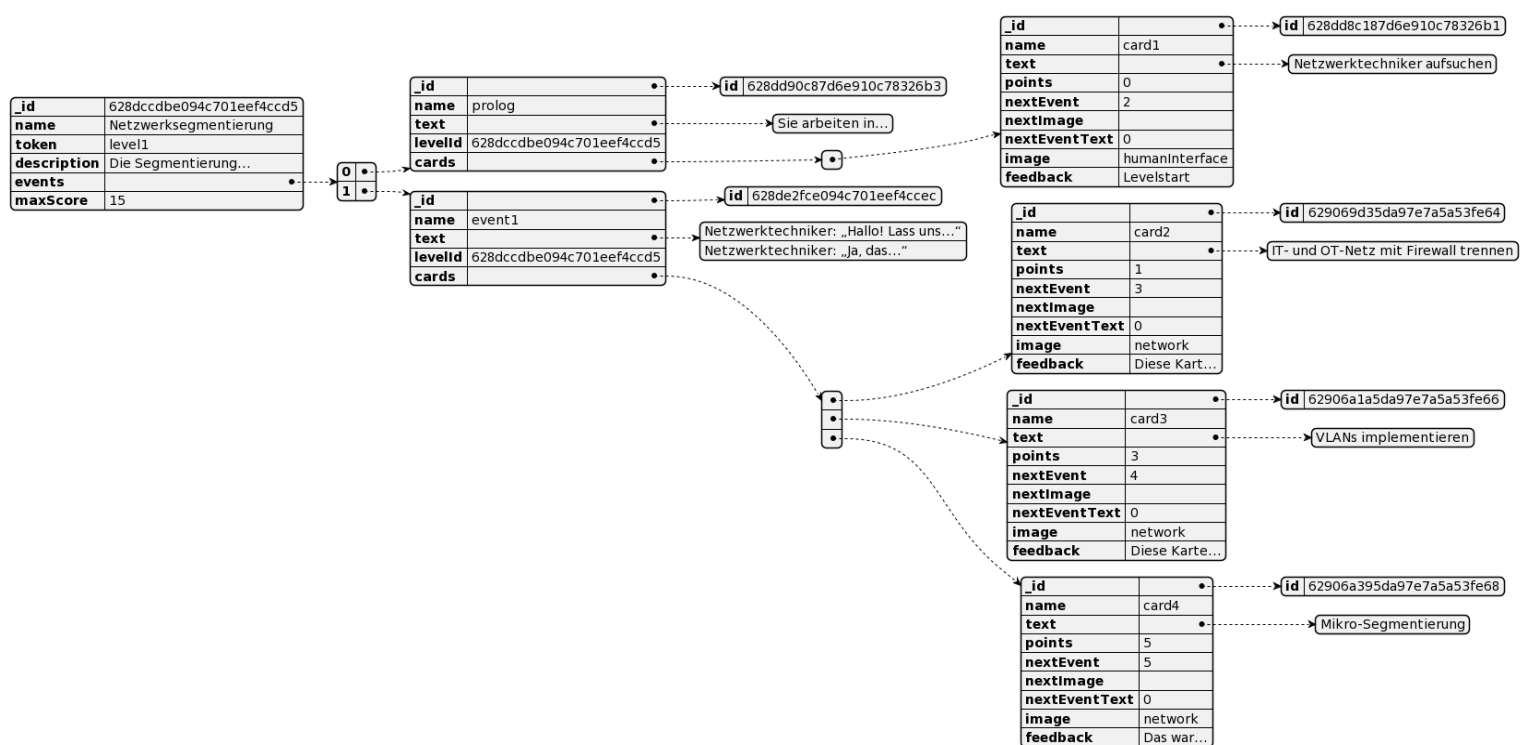 _id 628dccdbe094c701eef4ccd5
name Netzwerksegmentierung
token level1
description Die Segmentierung...
events
maxScore 15
0
1
_id
name prolog
text
levelId 628dccdbe094c701eef4ccd5
cards
id 628dd90c87d6e910c78326b3
Sie arbeiten in...
_id
name event1
text
levelId 628dccdbe094c701eef4ccd5
cards
id 628de2fce094c701eef4ccec
Netzwerktechniker: „Hallo! Lass uns...“
Netzwerktechniker: „Ja, das...“
_id
name card1
text
points 0
nextEvent 2
nextImage
nextEventText 0
image humanInterface
feedback Levelstart
id 628dd8c187d6e910c78326b1
Netzwerktechniker aufsuchen
_id
name card2
text
points 1
nextEvent 3
nextImage
nextEventText 0
image network
feedback Diese Kart...
id 629069d35da97e7a5a53fe64
IT- und OT-Netz mit Firewall trennen
_id
name card3
text
points 3
nextEvent 4
nextImage
nextEventText 0
image network
feedback Diese Karte...
id 62906a1a5da97e7a5a53fe66
VLANs implementieren
_id
name card4
text
points 5
nextEvent 5
nextImage
nextEventText 0
image network
feedback Das war...
id 62906a395da97e7a5a53fe68
Mikro-Segmentierung